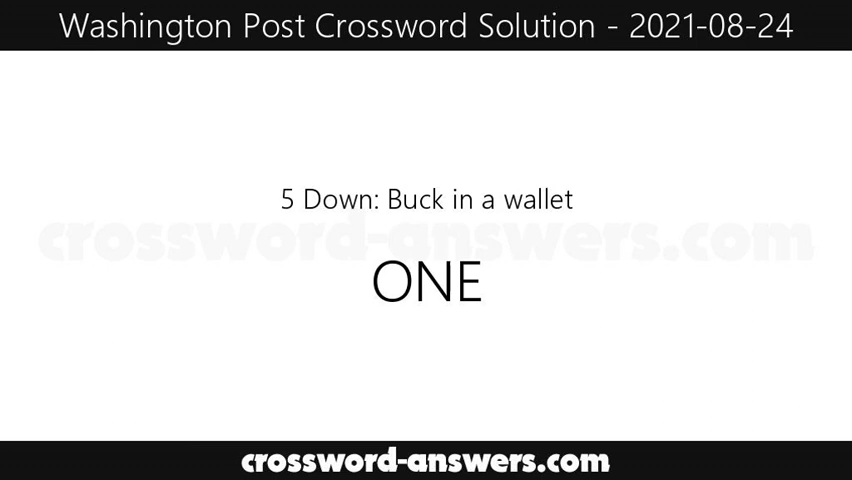 Washington Post Crossword Solution - 2021-08-24
5 Down: Buck in a wallet
crossword-answers.com
ONE
crossword-answers.com